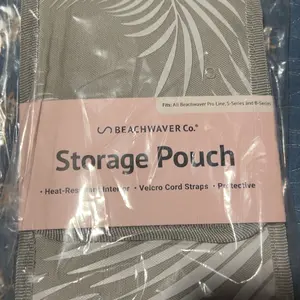 Fits All Beachwaver Pro Line, S-Series and B-Series
BEACHWAVER Co.®
Storage Pouch
• Heat-Resistant Interior • Velcro Cord Straps • Protective